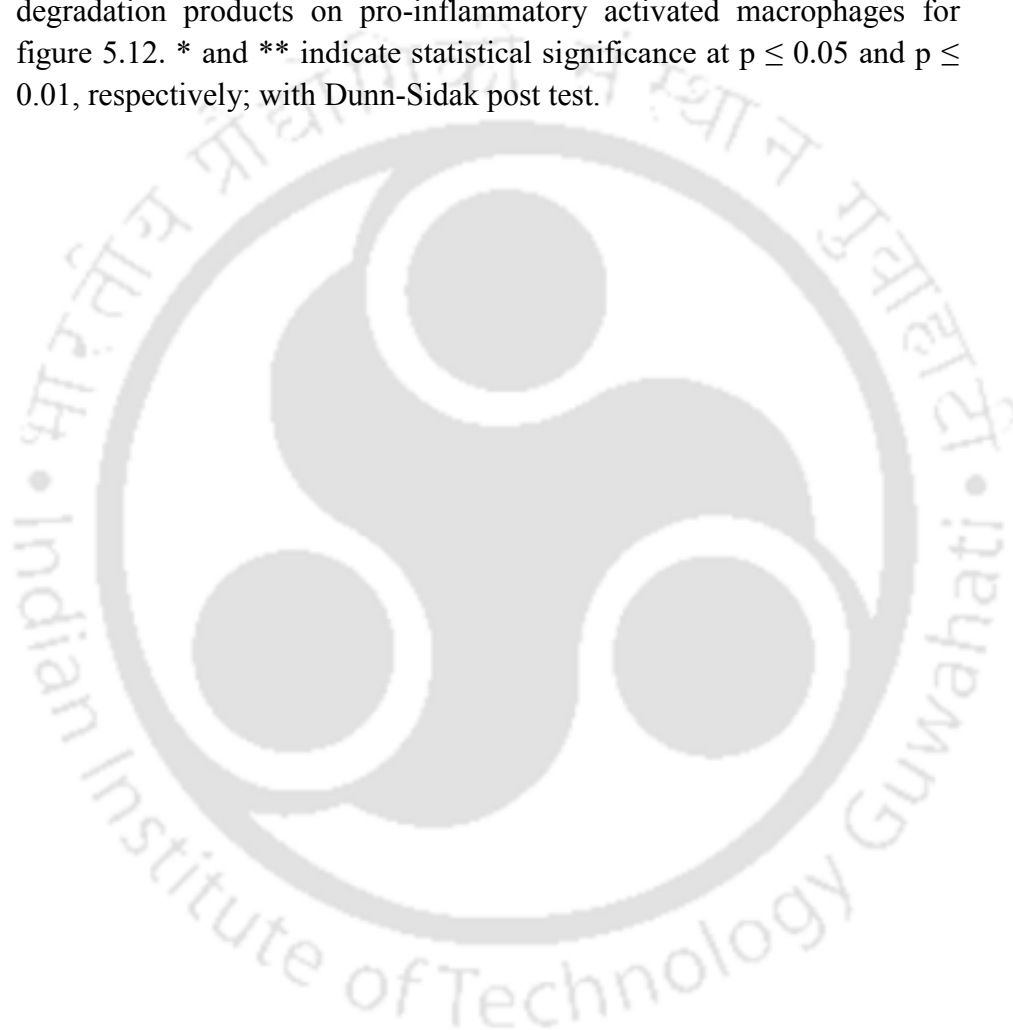 degradation products on pro-inflammatory activated macrophages for
figure 5.12. * and ** indicate statistical significance at p ≤ 0.05 and p ≤
0.01, respectively; with Dunn-Sidak post test.
भारतीय प्रौद्योगिकी संस्थान गुवाहाटी
• Indian Institute of Technology Guwahati •